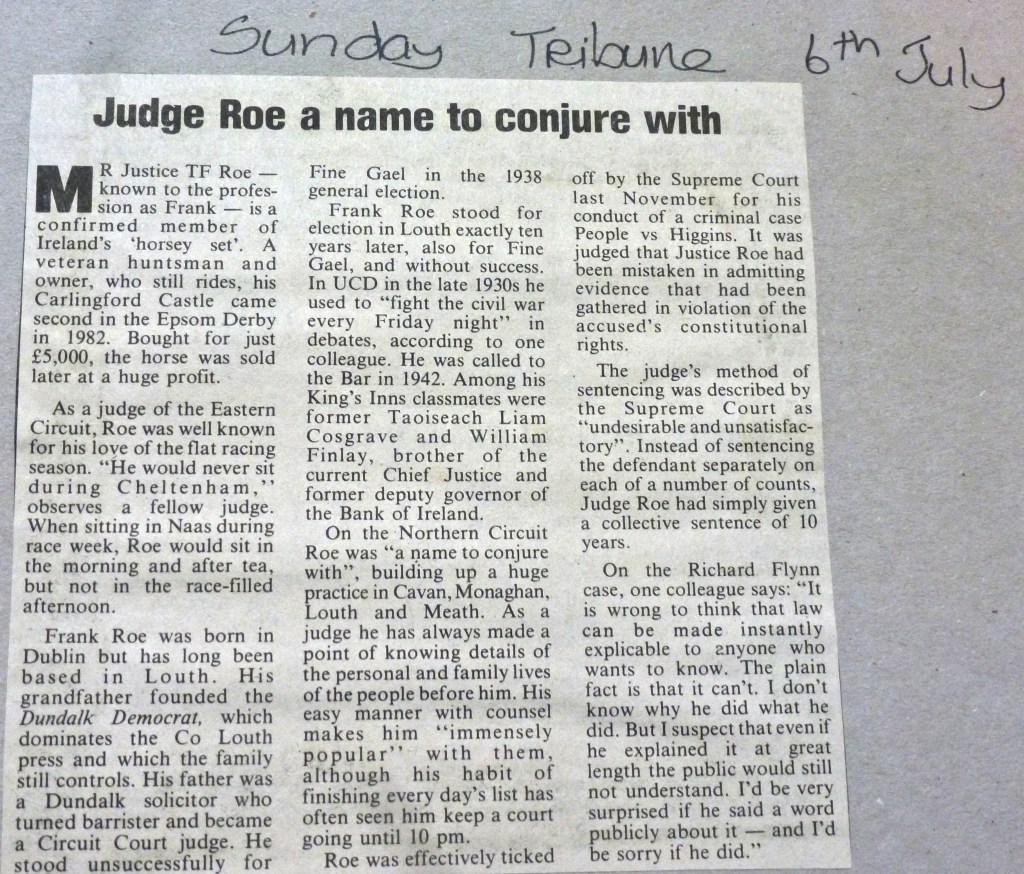 Sunday Tribune 6th July
Judge Roe a name to conjure with
MR Justice TF Roe —
known to the profes-
sion as Frank — is a
confirmed member of
Ireland's 'horsey set'. A
veteran huntsman and
owner, who still rides, his
Carlingford Castle came
second in the Epsom Derby
in 1982. Bought for just
£5,000, the horse was sold
later at a huge profit.
As a judge of the Eastern
Circuit, Roe was well known
for his love of the flat racing
season. "He would never sit
during Cheltenham,''
observes a fellow judge.
When sitting in Naas during
race week, Roe would sit in
the morning and after tea,
but not in the race-filled
afternoon.
Frank Roe was born in
Dublin but has long been
based in Louth. His
grandfather founded the
Dundalk Democrat, which
dominates the Co Louth
press and which the family
still controls. His father was
a Dundalk solicitor who
turned barrister and became
a Circuit Court judge. He
stood unsuccessfully for
Fine Gael in the 1938
general election.
Frank Roe stood for
election in Louth exactly ten
years later, also for Fine
Gael, and without success.
In UCD in the late 1930s he
used to "fight the civil war
every Friday night" in
debates, according to one
colleague. He was called to
the Bar in 1942. Among his
King's Inns classmates were
former Taoiseach Liam
Cosgrave and William
Finlay, brother of the
current Chief Justice and
former deputy governor of
the Bank of Ireland.
On the Northern Circuit
Roe was "a name to conjure
with", building up a huge
practice in Cavan, Monaghan,
Louth and Meath. As a
judge he has always made a
point of knowing details of
the personal and family lives
of the people before him. His
easy manner with counsel
makes him "immensely
popular'' with them,
although his habit of
finishing every day's list has
often seen him keep a court
going until 10 pm.
Roe was effectively ticked
off by the Supreme Court
last November for his
conduct of a criminal case
People vs Higgins. It was
judged that Justice Roe had
been mistaken in admitting
evidence that had been
gathered in violation of the
accused's constitutional
rights.
The judge's method of
sentencing was described by
the Supreme Court as
"undesirable and unsatisfac-
tory". Instead of sentencing
the defendant separately on
each of a number of counts,
Judge Roe had simply given
a collective sentence of 10
years.
On the Richard Flynn
case, one colleague says: "It
is wrong to think that law
can be made instantly
explicable to anyone who
wants to know. The plain
fact is that it can't. I don't
know why he did what he
did. But I suspect that even if
he explained it at great
length the public would still
not understand. I'd be very
surprised if he said a word
publicly about it — and I'd
be sorry if he did."